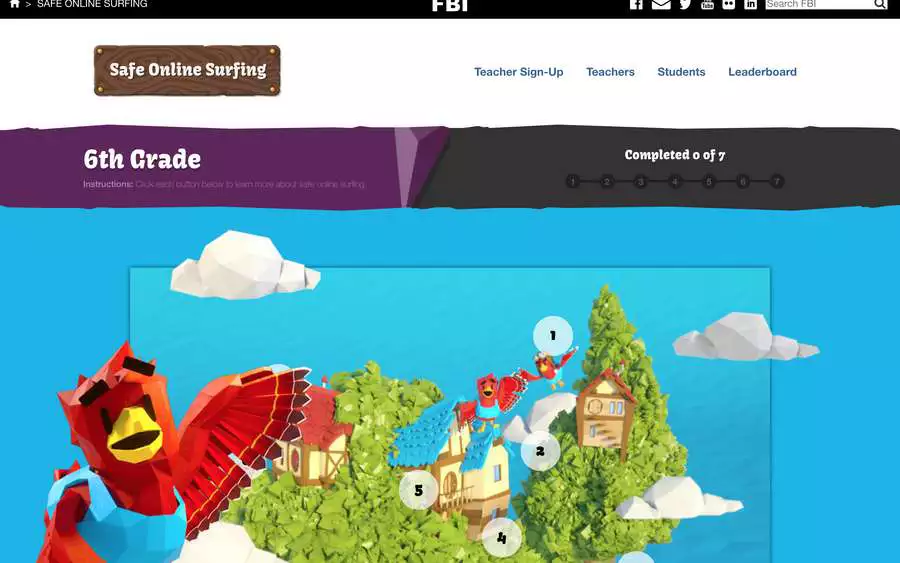 > SAFE ONLINE SURFING
FBI
Search FBI
Safe Online Surfing
Teacher Sign-Up Teachers Students Leaderboard
6th Grade
Completed 0 of 7
Instructions: Click each button below to learn more about safe online surfing.
1 2 3 4 5 6 7
1
2
5
4